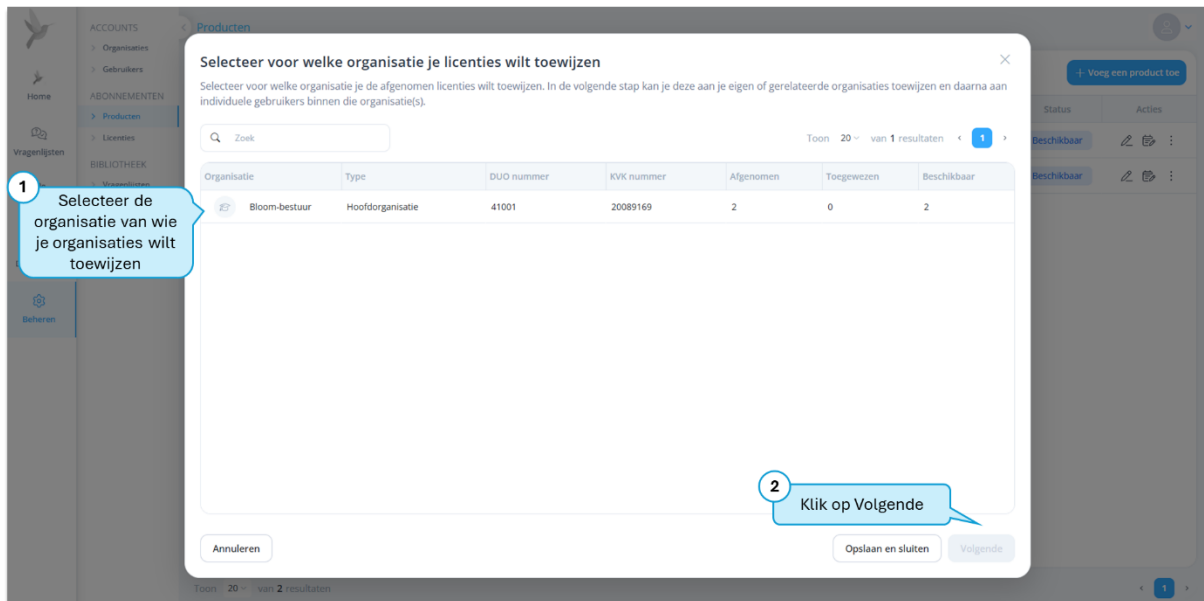 ACCOUNTS
Organisaties
Gebruikers
ABONNEMENTEN
Producten
Licenties
BIBLIOTHEEK
Vragenlijsten
Home
Vragenlijsten
Beheren
Producten
+ Voeg een product toe
Status
Acties
Beschikbaar
Beschikbaar
Selecteer voor welke organisatie je licenties wilt toewijzen
Selecteer voor welke organisatie je de afgenomen licenties wilt toewijzen. In de volgende stap kan je deze aan je eigen of gerelateerde organisaties toewijzen en daarna aan
individuele gebruikers binnen die organisatie(s).
Zoek
Toon 20 van 1 resultaten 1
Organisatie Type DUO nummer KVK nummer Afgenomen Toegewezen Beschikbaar
Bloom-bestuur Hoofdorganisatie 41001 20089169 2 0 2
1
Selecteer de
organisatie van wie
je organisaties wilt
toewijzen
2
Klik op Volgende
Annuleren
Opslaan en sluiten
Volgende
Toon 20 van 2 resultaten
1